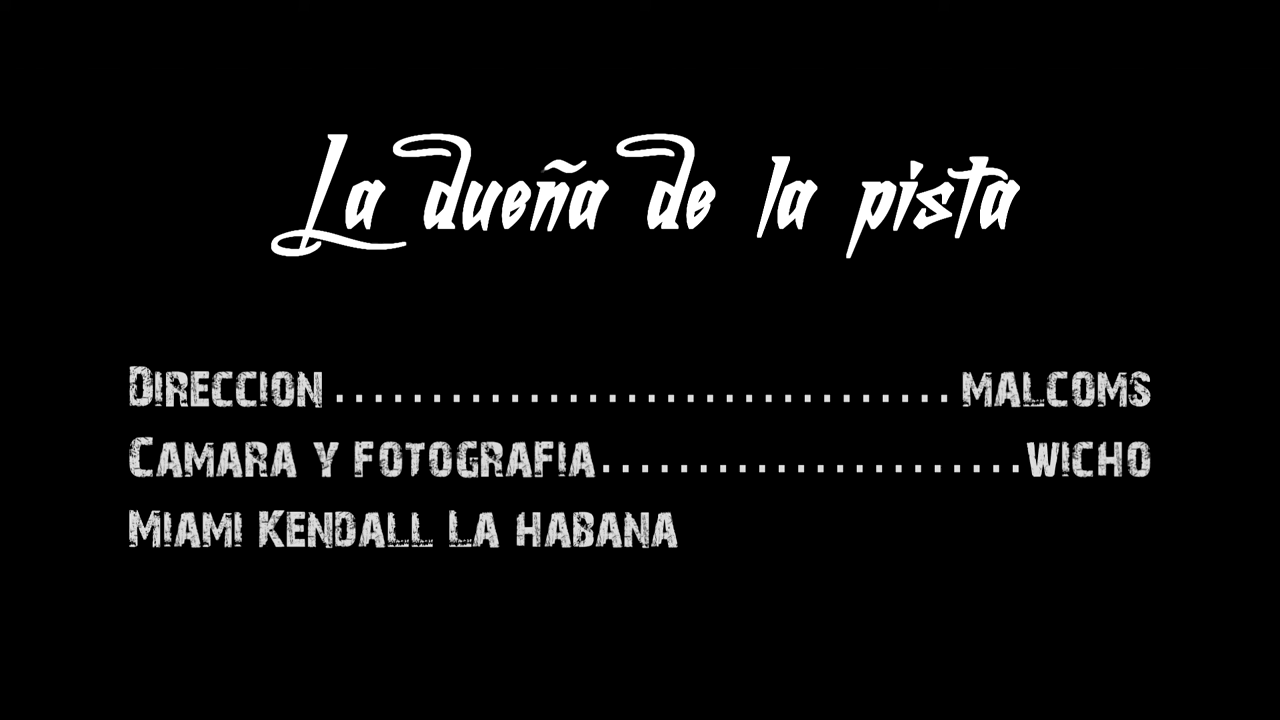 La dueña de la pista
DIRECCION ................................ MALCOMS
CAMARA Y FOTOGRAFIA...................... WICHO
MIAMI KENDALL LA HABANA